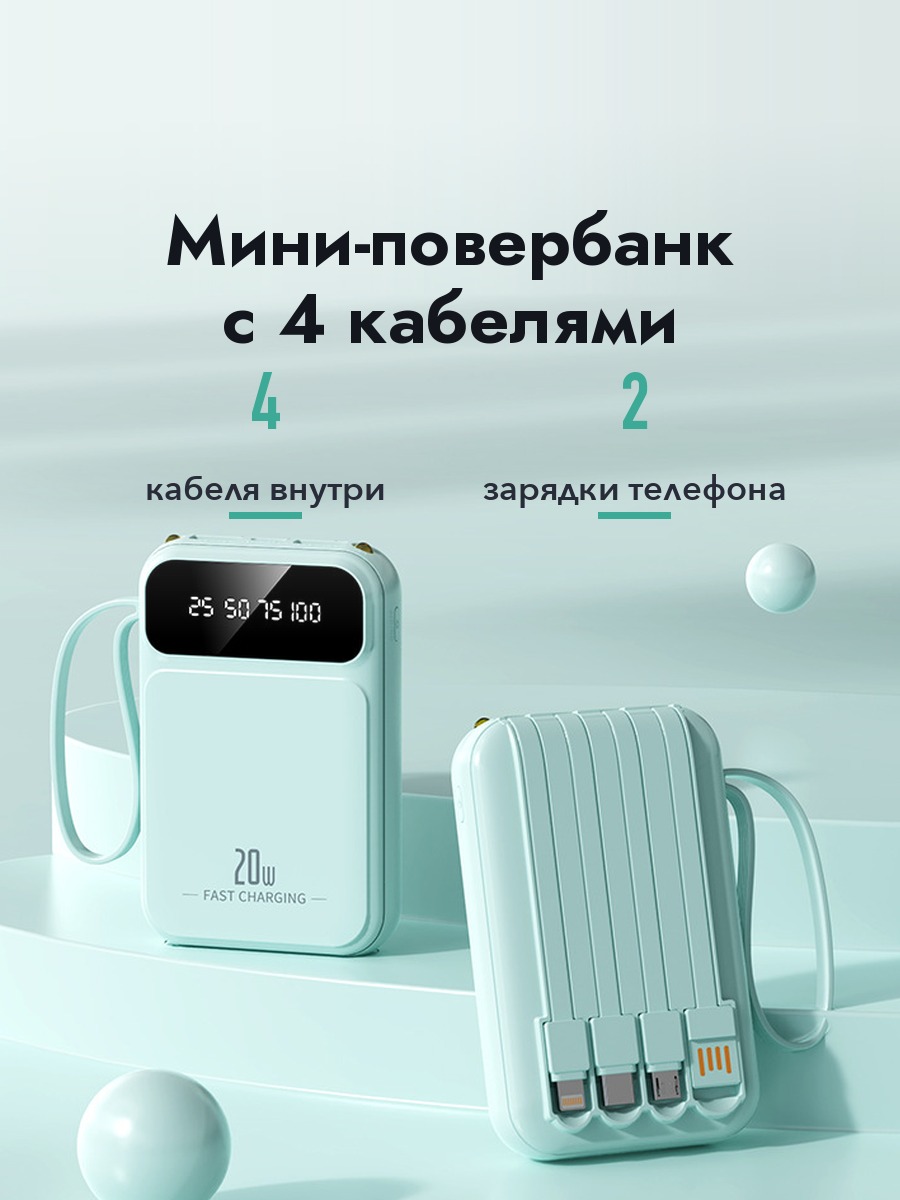 Мини-повербанк
с 4 кабелями
4
кабеля внутри
2
зарядки телефона
25 50 75 100
20w
FAST CHARGING